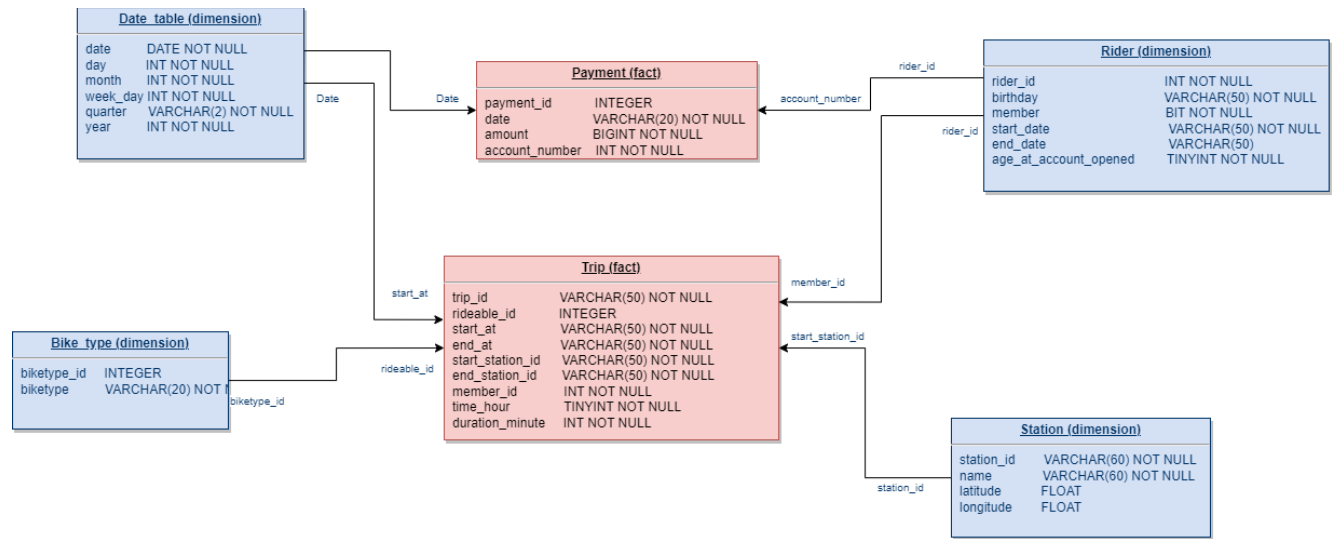 Date_table (dimension)
date DATE NOT NULL
day INT NOT NULL
month INT NOT NULL
week_day INT NOT NULL
quarter VARCHAR(2) NOT NULL
year INT NOT NULL
Date
Date
Payment (fact)
payment_id INTEGER
date VARCHAR(20) NOT NULL
amount BIGINT NOT NULL
account_number INT NOT NULL
account_number
rider_id
rider_id
Rider (dimension)
rider_id INT NOT NULL
birthday VARCHAR(50) NOT NULL
member BIT NOT NULL
start_date VARCHAR(50) NOT NULL
end_date VARCHAR(50)
age_at_account_opened TINYINT NOT NULL
start_at
Trip (fact)
trip_id VARCHAR(50) NOT NULL
rideable_id INTEGER
start_at VARCHAR(50) NOT NULL
end_at VARCHAR(50) NOT NULL
start_station_id VARCHAR(50) NOT NULL
end_station_id VARCHAR(50) NOT NULL
member_id INT NOT NULL
time_hour TINYINT NOT NULL
duration_minute INT NOT NULL
member_id
start_station_id
Bike_type (dimension)
biketype_id INTEGER
biketype VARCHAR(20) NOT
biketype_id
rideable_id
station_id
Station (dimension)
station_id VARCHAR(60) NOT NULL
name VARCHAR(60) NOT NULL
latitude FLOAT
longitude FLOAT